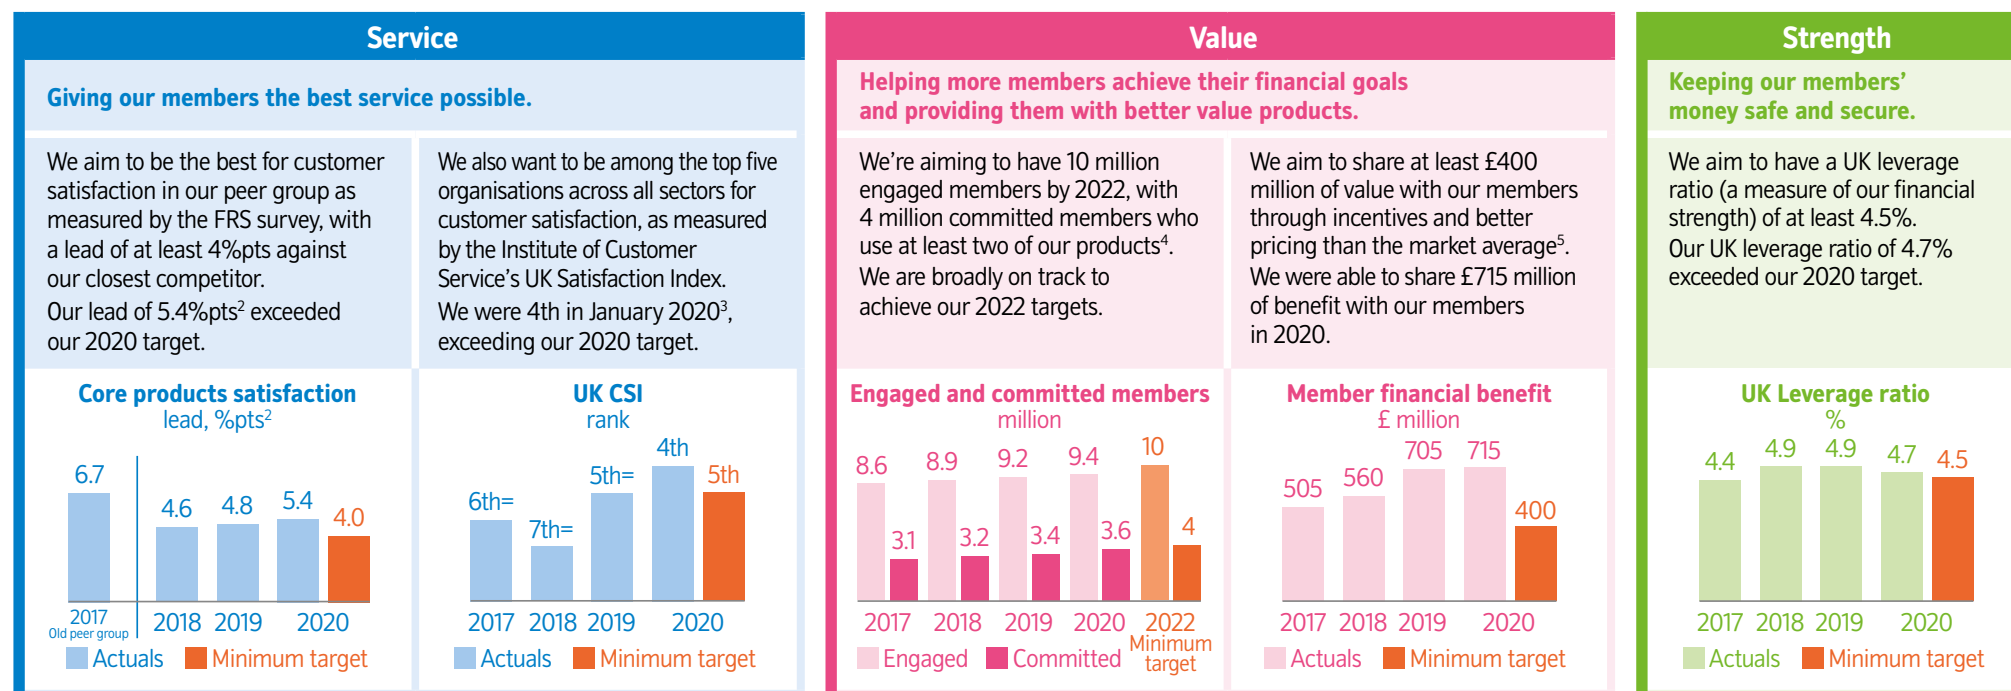 Service
Giving our members the best service possible.
We aim to be the best for customer
satisfaction in our peer group as
measured by the FRS survey, with
a lead of at least 4%pts against
our closest competitor.
Our lead of 5.4%pts² exceeded
our 2020 target.
We also want to be among the top five
organisations across all sectors for
customer satisfaction, as measured
by the Institute of Customer
Service’s UK Satisfaction Index.
We were 4th in January 2020³,
exceeding our 2020 target.
Core products satisfaction
lead, %pts²
6.7
4.6
4.8
5.4
4.0
2017
Old peer group
2018
2019
2020
Actuals
Minimum target
UK CSI
rank
6th=
7th=
5th=
4th
5th
2017
2018
2019
2020
Actuals
Minimum target
Value
Helping more members achieve their financial goals
and providing them with better value products.
We’re aiming to have 10 million
engaged members by 2022, with
4 million committed members who
use at least two of our products⁴.
We are broadly on track to
achieve our 2022 targets.
We aim to share at least £400
million of value with our members
through incentives and better
pricing than the market average⁵.
We were able to share £715 million
of benefit with our members
in 2020.
Engaged and committed members
million
8.6
3.1
8.9
3.2
9.2
3.4
9.4
3.6
10
4
2017
2018
2019
2020
2022
Minimum
target
Engaged
Committed
Member financial benefit
£ million
505
560
705
715
400
2017
2018
2019
2020
Actuals
Minimum target
Strength
Keeping our members’
money safe and secure.
We aim to have a UK leverage
ratio (a measure of our financial
strength) of at least 4.5%.
Our UK leverage ratio of 4.7%
exceeded our 2020 target.
UK Leverage ratio
%
4.4
4.9
4.9
4.7
4.5
2017
2018
2019
2020
Actuals
Minimum target